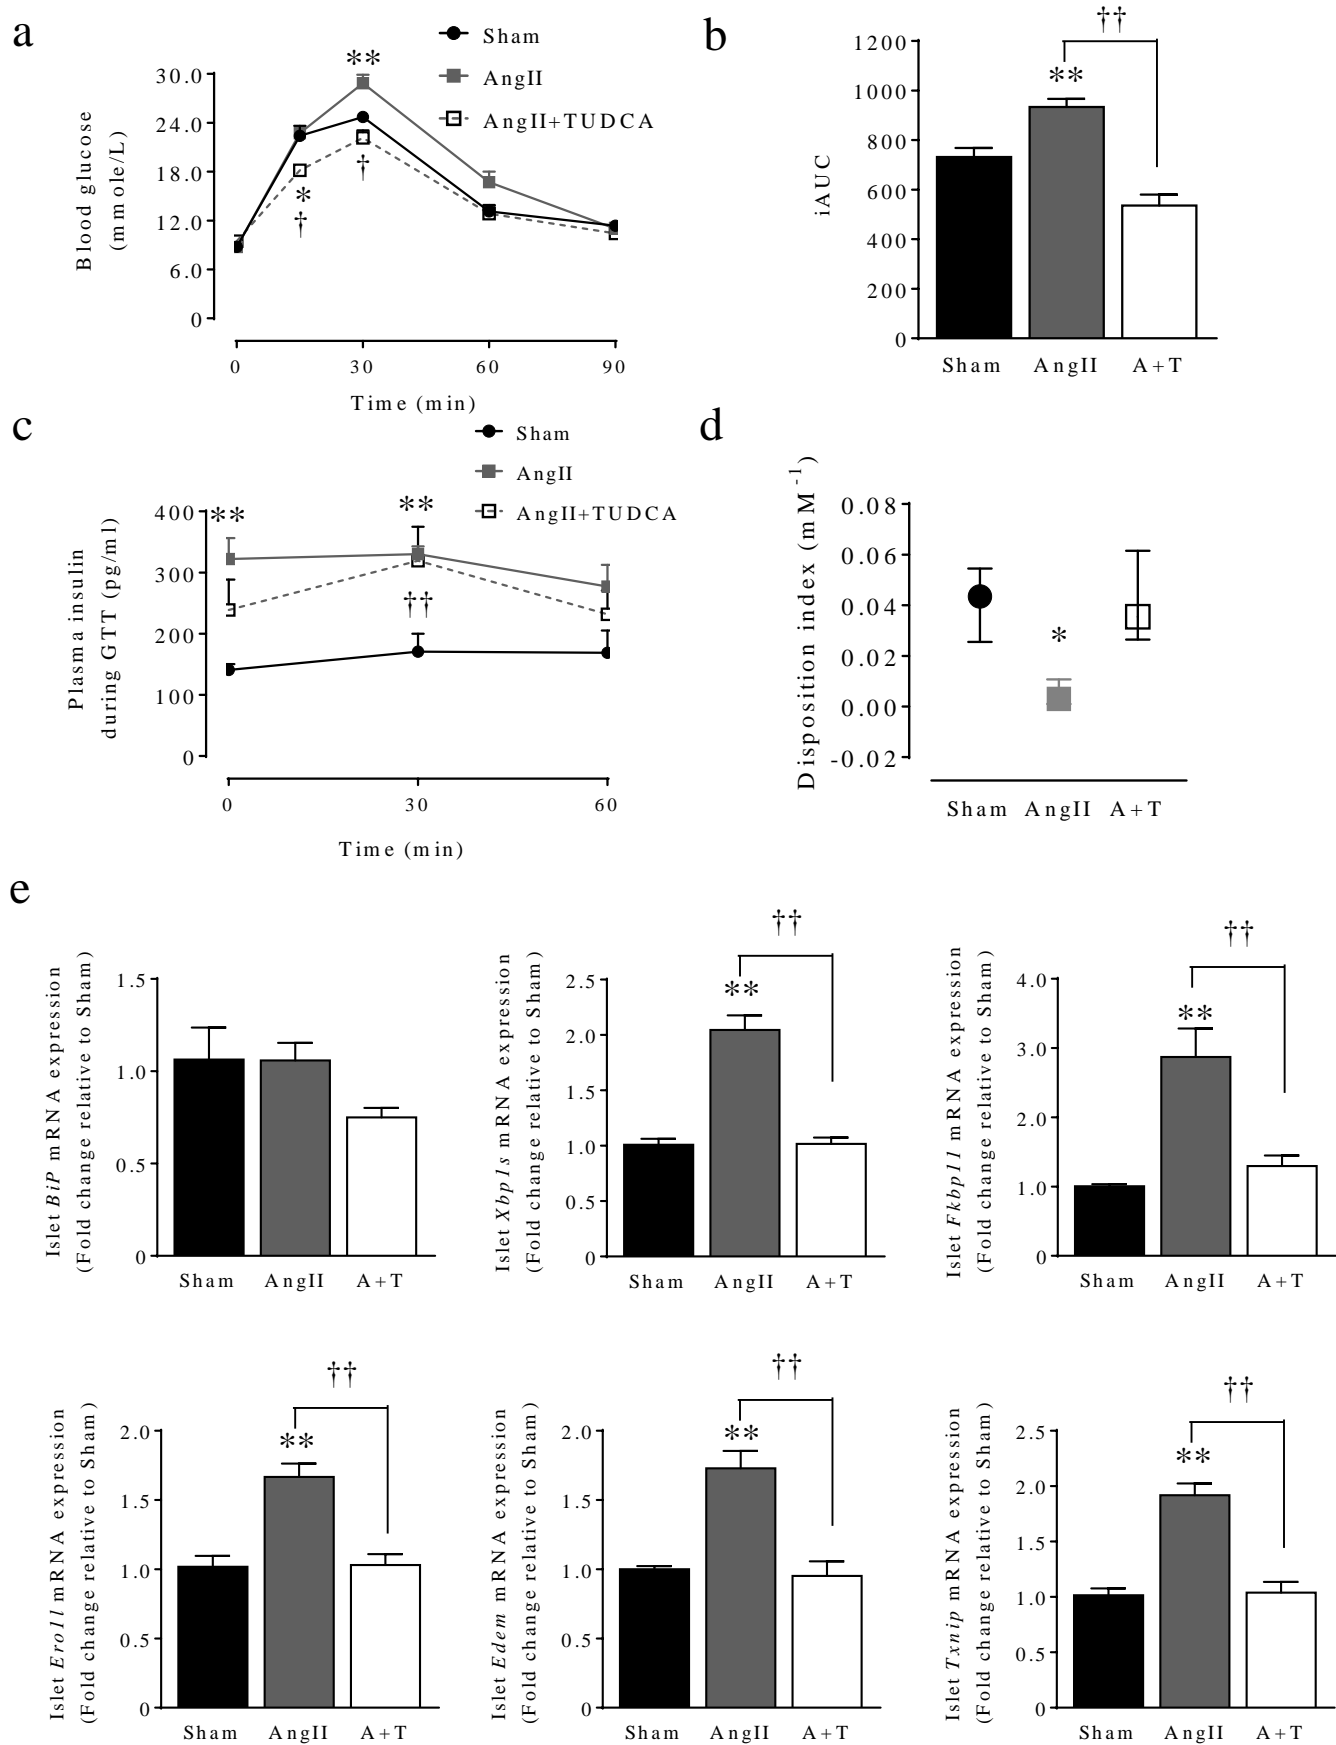 a
Sham
AngII
AngII+TUDCA
**
30.0
24.0
18.0
12.0
6.0
0
Blood glucose
(mmole/L)
*
†
†
0 30 60 90
Time (min)
b
††
**
1200
1000
800
600
400
200
0
iAUC
Sham AngII A+T
c
Sham
AngII
AngII+TUDCA
** **
400
300
200
100
0
Plasma insulin
during GTT (pg/ml)
††
0 30 60
Time (min)
d
0.08
0.06
0.04
0.02
0.00
-0.02
Disposition index (mM-1)
*
Sham AngII A+T
e
Islet BiP mRNA expression
(Fold change relative to Sham)
1.5
1.0
0.5
0
Sham AngII A+T
Islet Xbp1s mRNA expression
(Fold change relative to Sham)
††
**
2.5
2.0
1.5
1.0
0.5
0
Sham AngII A+T
Islet Fkbp11 mRNA expression
(Fold change relative to Sham)
††
**
4.0
3.0
2.0
1.0
0
Sham AngII A+T
Islet Erol1 mRNA expression
(Fold change relative to Sham)
††
**
2.0
1.5
1.0
0.5
0
Sham AngII A+T
Islet Edem mRNA expression
(Fold change relative to Sham)
††
**
2.0
1.5
1.0
0.5
0
Sham AngII A+T
Islet Txnip mRNA expression
(Fold change relative to Sham)
††
**
2.5
2.0
1.5
1.0
0.5
0
Sham AngII A+T